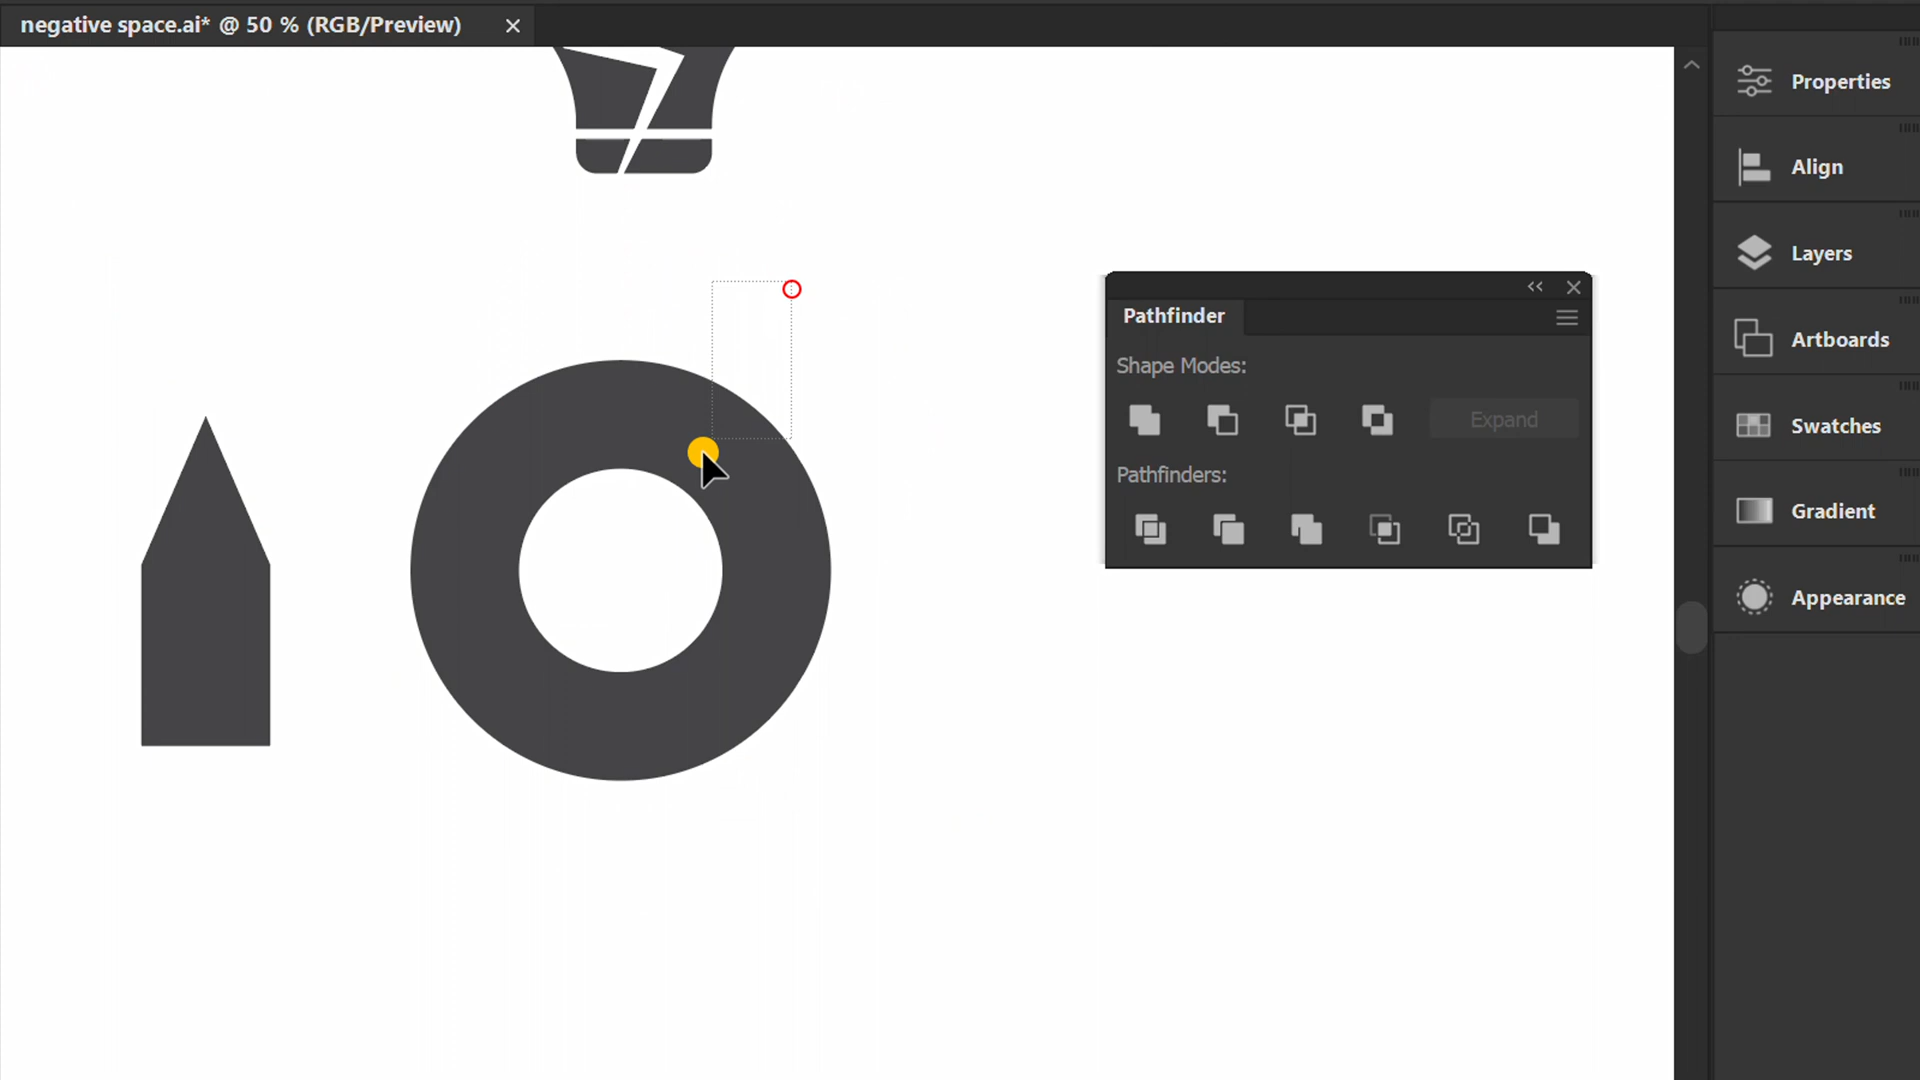 negative space.ai* @ 50 % (RGB/Preview)
Properties
Align
Layers
Pathfinder
Artboards
Shape Modes:
Expand
Swatches
Pathfinders:
Gradient
Appearance